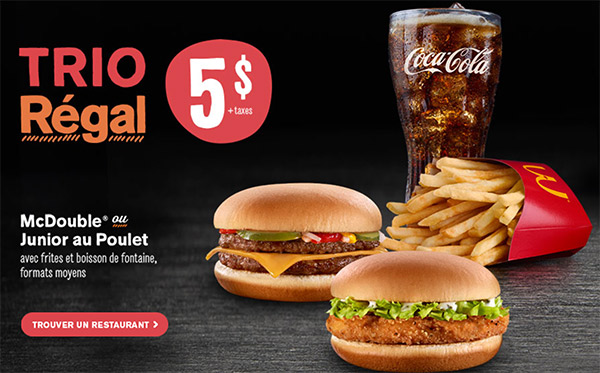 TRIO
Régal
5$
+ taxes
Coca-Cola
McDouble® ou
Junior au Poulet
avec frites et boisson de fontaine,
formats moyens
TROUVER UN RESTAURANT >